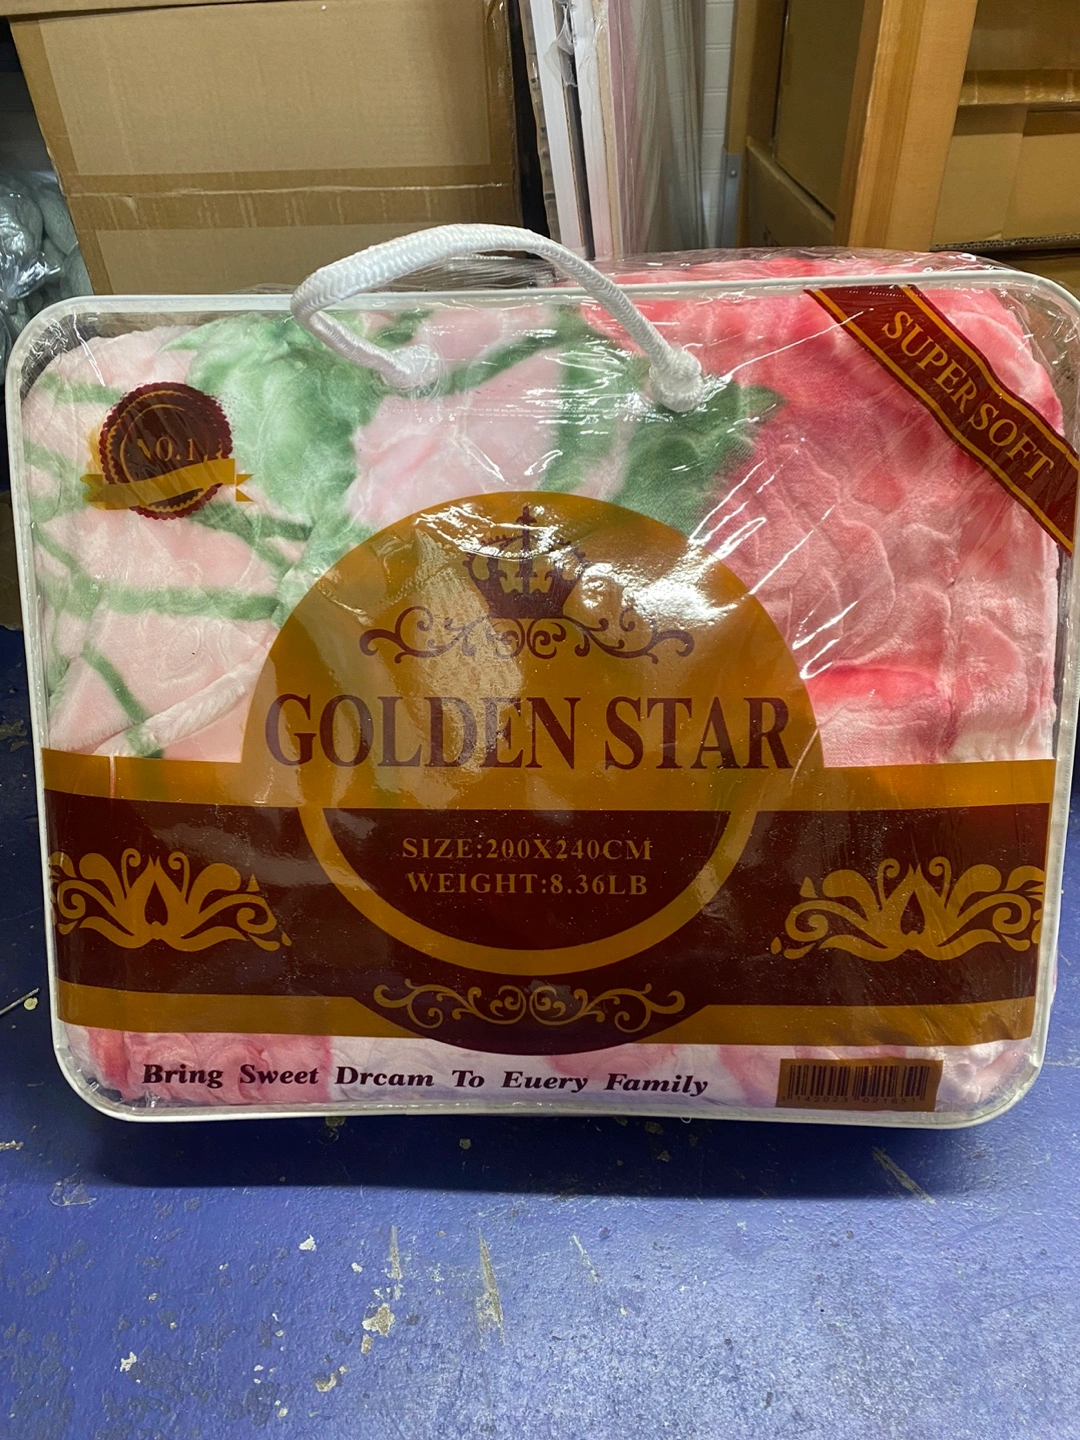 SUPER SOFT
NO.1
GOLDEN STAR
SIZE:200X240CM
WEIGHT:8.36LB
Bring Sweet Drcam To Euery Family